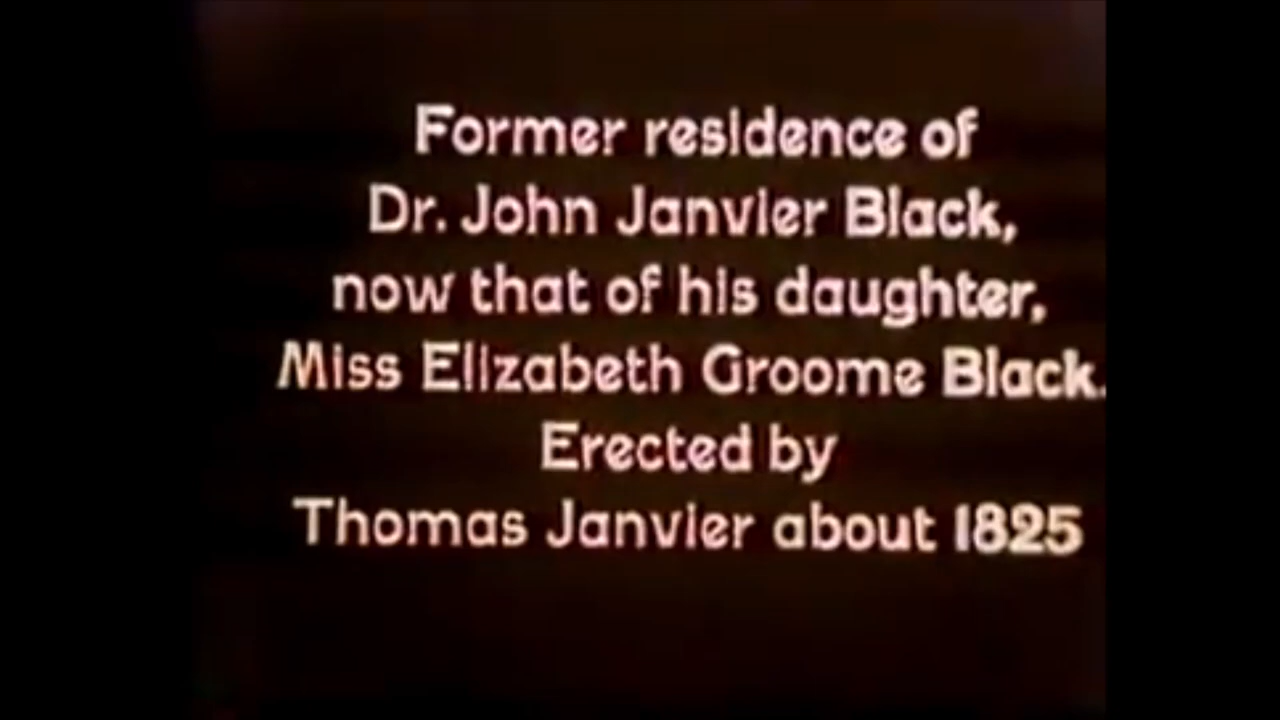 Former residence of
Dr. John Janvier Black,
now that of his daughter,
Miss Elizabeth Groome Black.
Erected by
Thomas Janvier about 1825